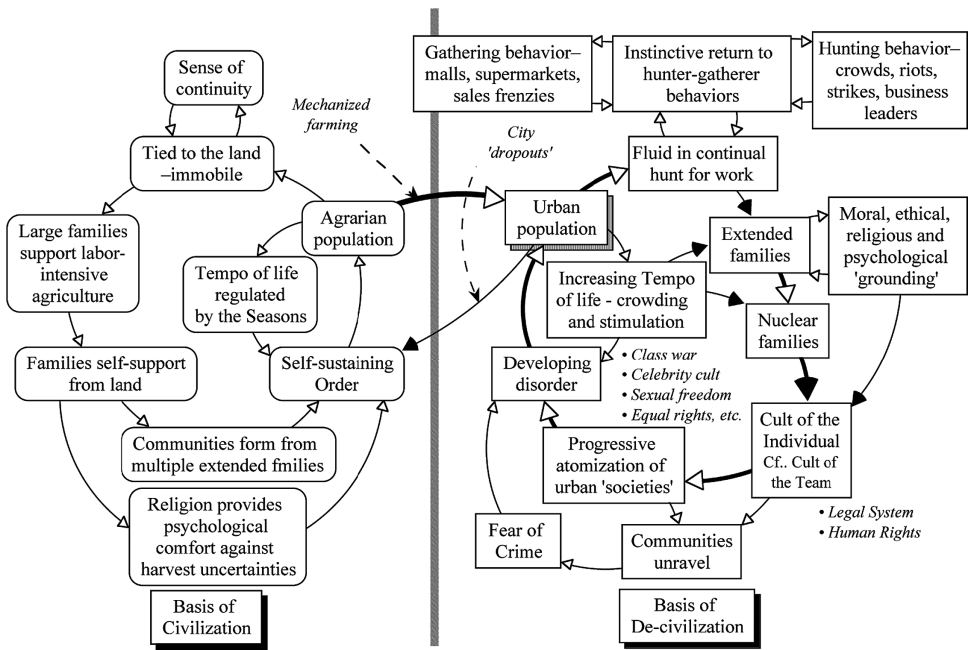 Sense of
continuity
Mechanized
farming
Tied to the land
–immobile
Agrarian
population
Large families
support labor-
intensive
agriculture
Tempo of life
regulated
by the Seasons
Families self-support
from land
Self-sustaining
Order
Communities form from
multiple extended fmilies
Religion provides
psychological
comfort against
harvest uncertainties
Basis of
Civilization
Gathering behavior–
malls, supermarkets,
sales frenzies
Instinctive return to
hunter-gatherer
behaviors
Hunting behavior–
crowds, riots,
strikes, business
leaders
City
'dropouts'
Fluid in continual
hunt for work
Urban
population
Extended
families
Moral, ethical,
religious and
psychological
'grounding'
Increasing Tempo
of life - crowding
and stimulation
Nuclear
families
Developing
disorder
• Class war
• Celebrity cult
• Sexual freedom
• Equal rights, etc.
Cult of the
Individual
Cf.. Cult of
the Team
Progressive
atomization of
urban 'societies'
• Legal System
• Human Rights
Fear of
Crime
Communities
unravel
Basis of
De-civilization